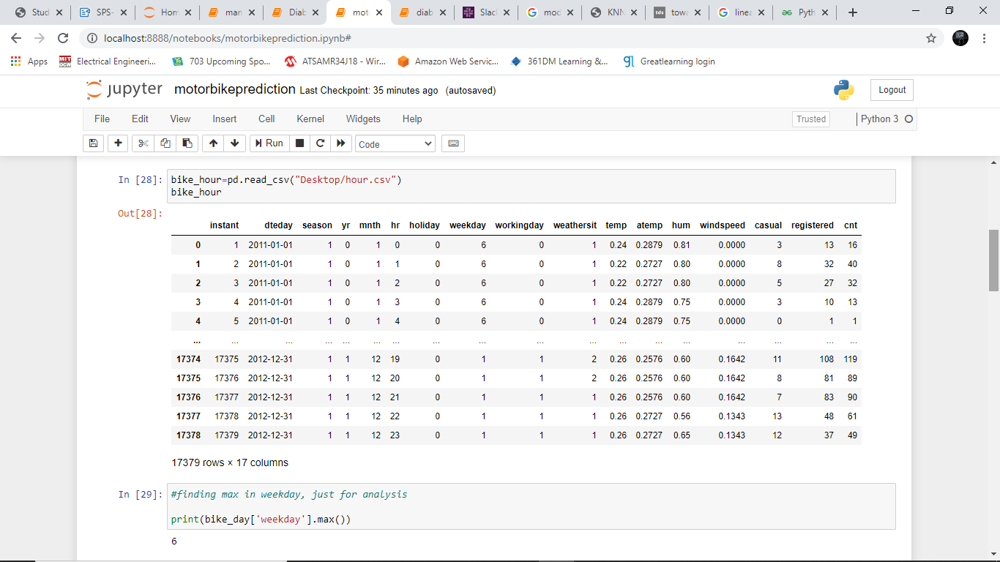 Stud
SPS-
Hom
man
Diab
mot
diab
Slac
G
mod
KNN
tds
towa
G
linea
Pyth
localhost:8888/notebooks/motorbikeprediction.ipynb#
Apps
MIT
OCW
Electrical Engineeri...
703 Upcoming Spo...
ATSAMR34J18 - Wir...
Amazon Web Servic...
361DM Learning &...
gl
Greatlearning login
jupyter motorbikeprediction Last Checkpoint: 35 minutes ago (autosaved)
Logout
File Edit View Insert Cell Kernel Widgets Help
Trusted
Python 3
Run
Code
In [28]: bike_hour=pd.read_csv("Desktop/hour.csv")
bike_hour
Out[28]:
instant dteday season yr mnth hr holiday weekday workingday weathersit temp atemp hum windspeed casual registered cnt
0 1 2011-01-01 1 0 1 0 0 6 0 1 0.24 0.2879 0.81 0.0000 3 13 16
1 2 2011-01-01 1 0 1 1 0 6 0 1 0.22 0.2727 0.80 0.0000 8 32 40
2 3 2011-01-01 1 0 1 2 0 6 0 1 0.22 0.2727 0.80 0.0000 5 27 32
3 4 2011-01-01 1 0 1 3 0 6 0 1 0.24 0.2879 0.75 0.0000 3 10 13
4 5 2011-01-01 1 0 1 4 0 6 0 1 0.24 0.2879 0.75 0.0000 0 1 1
... ... ... ... ... ... ... ... ... ... ... ... ... ... ... ... ... ...
17374 17375 2012-12-31 1 1 12 19 0 1 1 2 0.26 0.2576 0.60 0.1642 11 108 119
17375 17376 2012-12-31 1 1 12 20 0 1 1 2 0.26 0.2576 0.60 0.1642 8 81 89
17376 17377 2012-12-31 1 1 12 21 0 1 1 1 0.26 0.2576 0.60 0.1642 7 83 90
17377 17378 2012-12-31 1 1 12 22 0 1 1 1 0.26 0.2727 0.56 0.1343 13 48 61
17378 17379 2012-12-31 1 1 12 23 0 1 1 1 0.26 0.2727 0.65 0.1343 12 37 49
17379 rows × 17 columns
In [29]: #finding max in weekday, just for analysis
print(bike_day['weekday'].max())
6